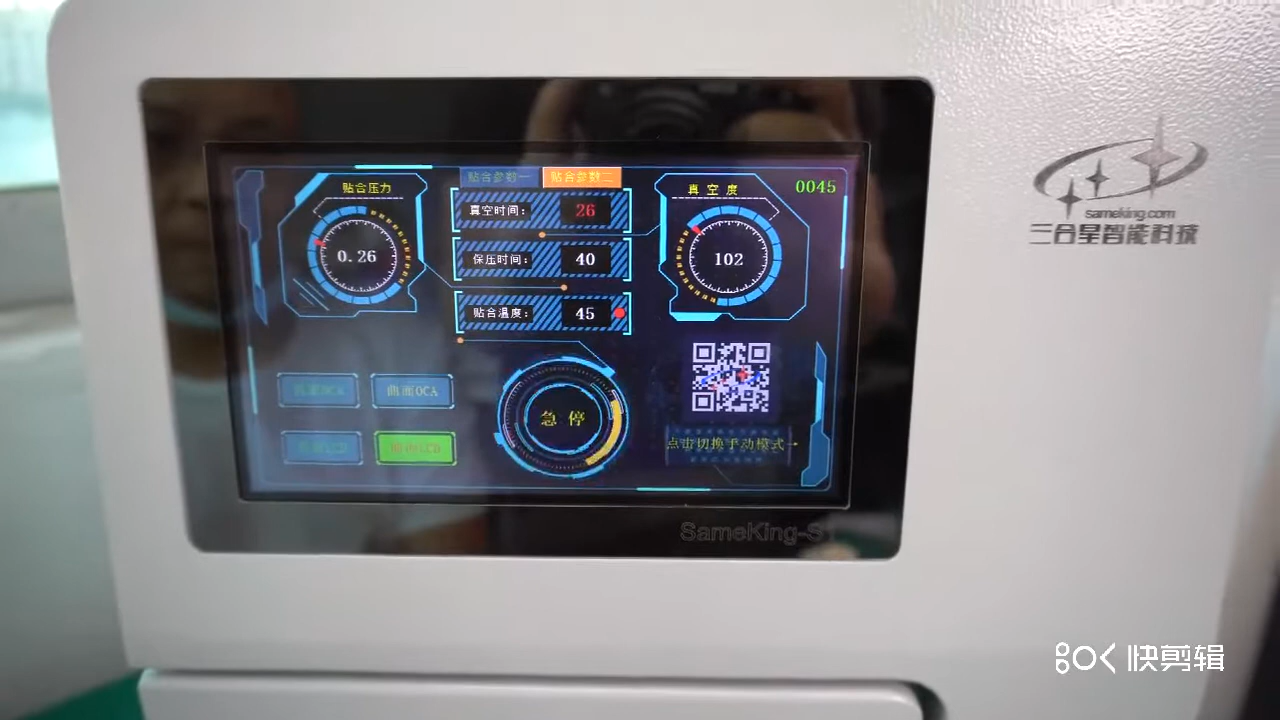 贴合参数一
贴合参数二
贴合压力
真空度
0045
真空时间：
26
0.26
保压时间：
40
102
贴合温度：
45
曲面OCA
急停
点击切换手动模式→
SameKing-S
sameking.com
三合星智能科技
快剪辑